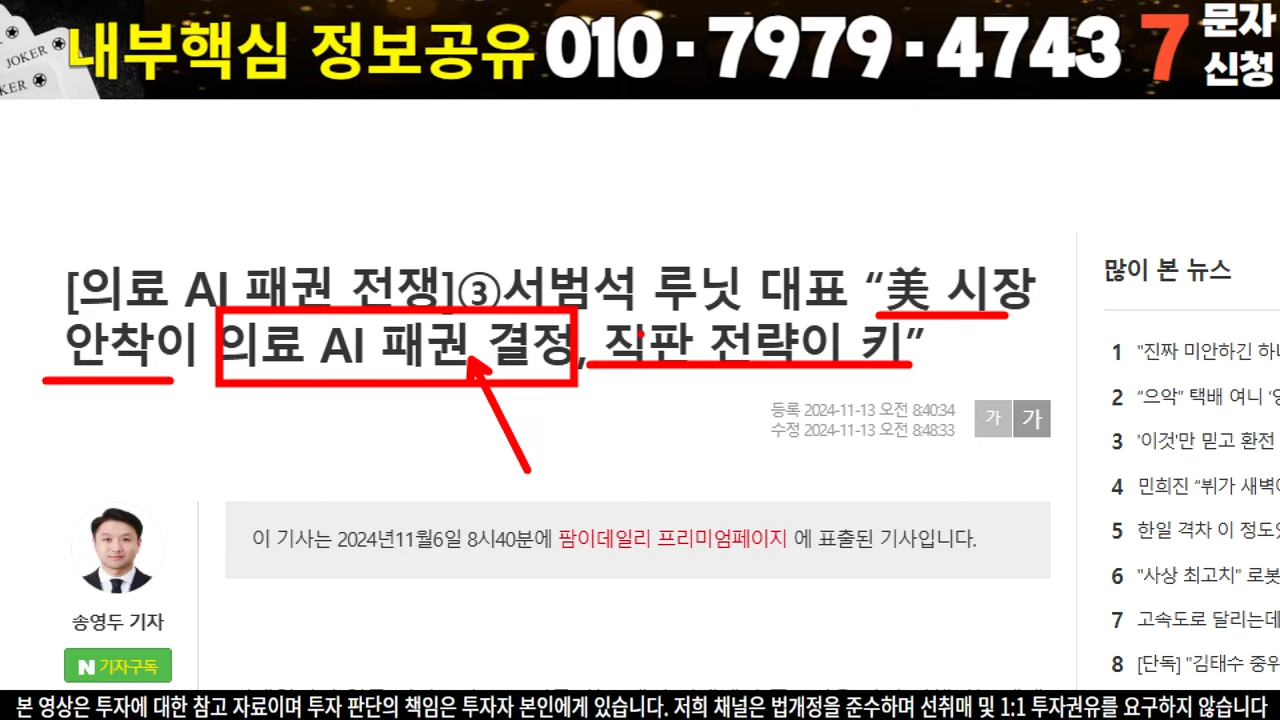 JOKER
KER
내부핵심 정보공유 010·7979·4743 7 문자
신청
[의료 AI 패권 전쟁]③서범석 루닛 대표 “美 시장
안착이 의료 AI 패권 결정, 직판 전략이 키”
등록 2024-11-13 오전 8:40:34
수정 2024-11-13 오전 8:48:33
가 가
이 기사는 2024년11월6일 8시40분에 팜이데일리 프리미엄페이지 에 표출된 기사입니다.
송영두 기자
N 기자구독
많이 본 뉴스
1 "진짜 미안하긴 하
2 “으악” 택배 여니 ‘
3 '이것'만 믿고 환전
4 민희진 “뷔가 새벽
5 한일 격차 이 정도
6 "사상 최고치" 로봇
7 고속도로 달리는데
8 [단독] "김태수 중위
본 영상은 투자에 대한 참고 자료이며 투자 판단의 책임은 투자자 본인에게 있습니다. 저희 채널은 법개정을 준수하며 선취매 및 1:1 투자권유를 요구하지 않습니다